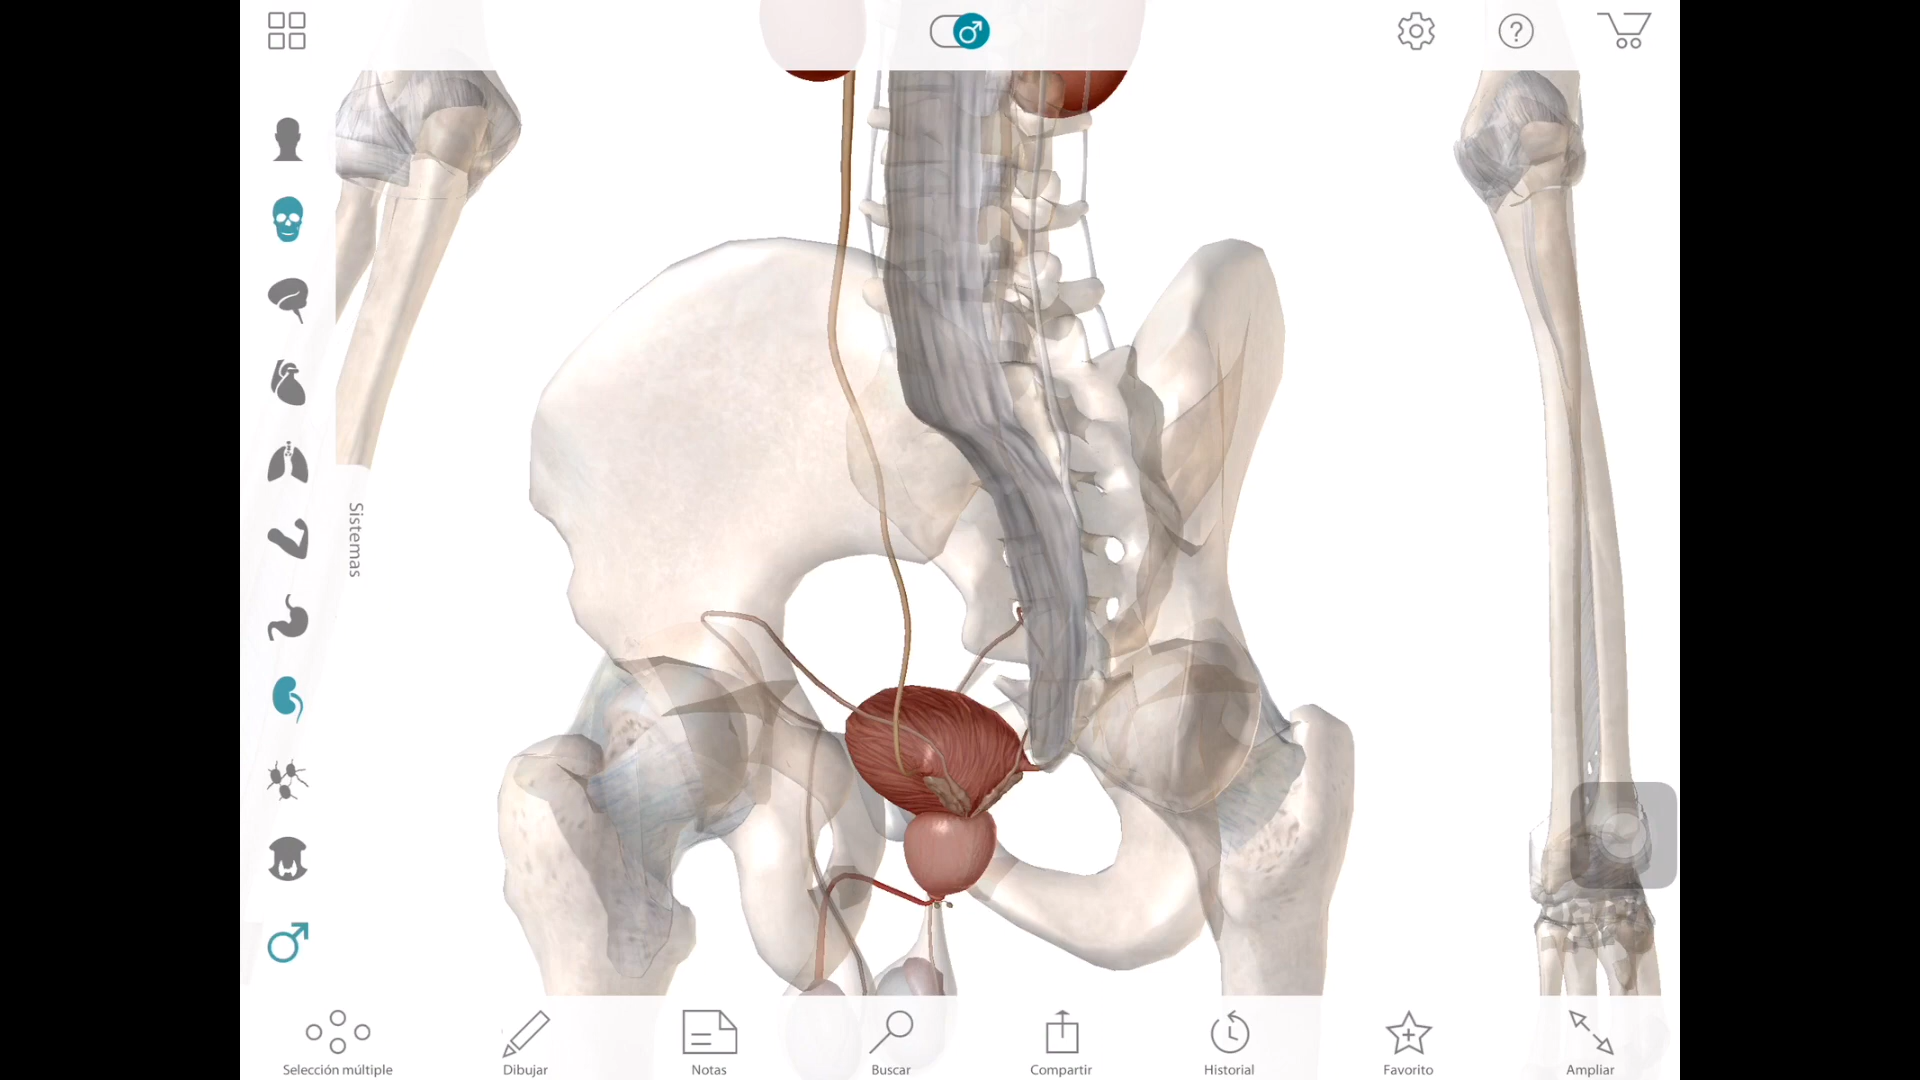 Sistemas
Selección múltiple
Dibujar
Notas
Buscar
Compartir
Historial
Favorito
Ampliar